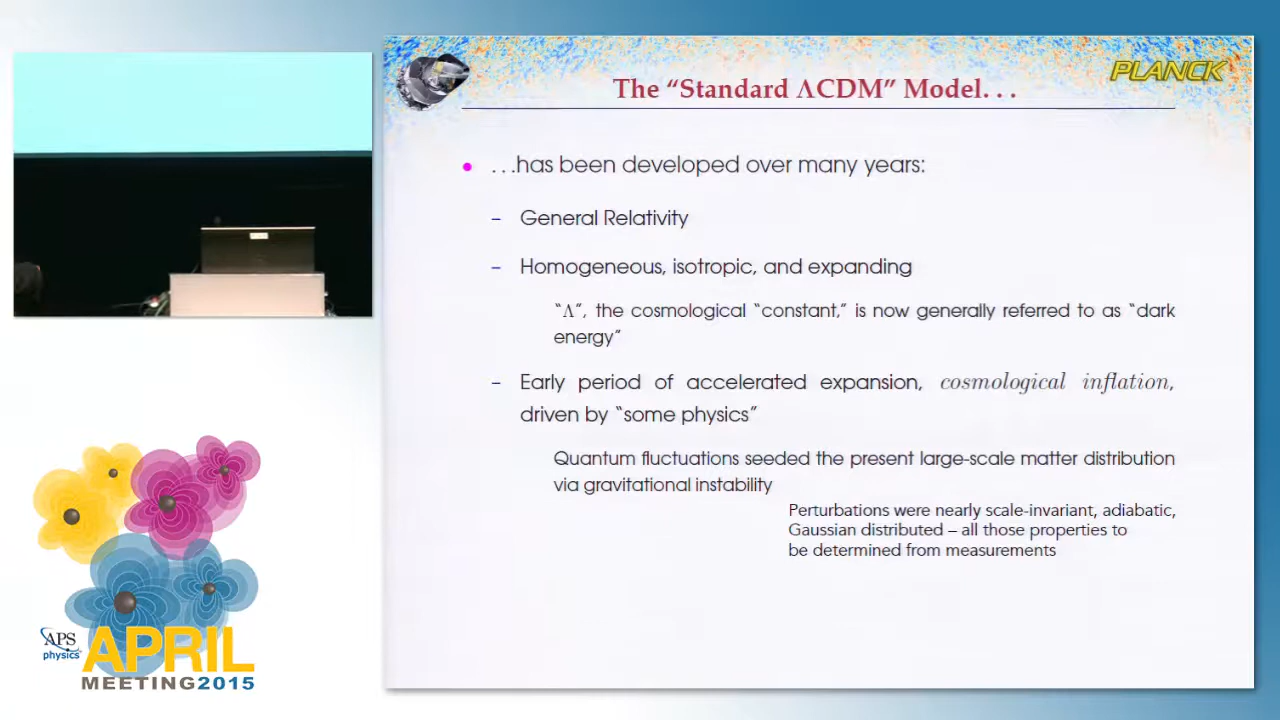 PLANCK
The “Standard ΛCDM” Model. . .
. . .has been developed over many years:
– General Relativity
– Homogeneous, isotropic, and expanding
“Λ”, the cosmological “constant,” is now generally referred to as “dark
energy”
– Early period of accelerated expansion, cosmological inflation,
driven by “some physics”
Quantum fluctuations seeded the present large-scale matter distribution
via gravitational instability
Perturbations were nearly scale-invariant, adiabatic,
Gaussian distributed – all those properties to
be determined from measurements
APS
physics
APRIL
MEETING2015